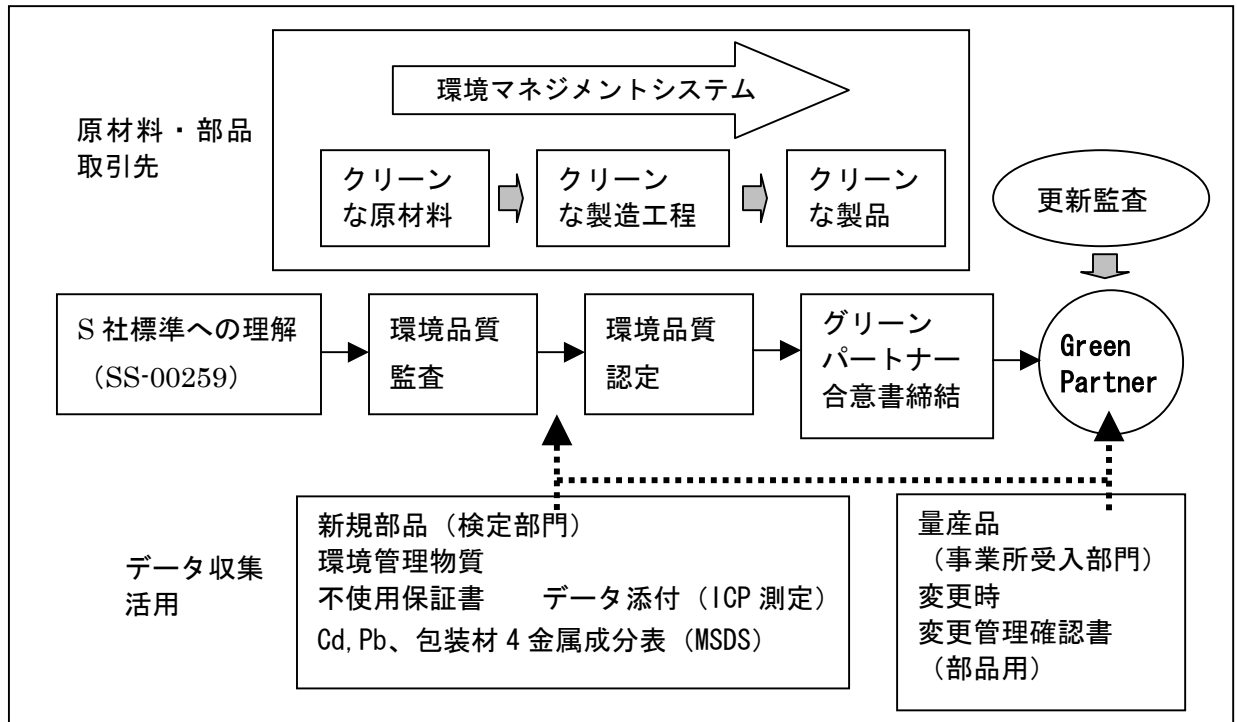 環境マネジメントシステム
原材料・部品
取引先
クリーン
な原材料
クリーン
な製造工程
クリーン
な製品
更新監査
S 社標準への理解
（SS-00259）
環境品質
監査
環境品質
認定
グリーン
パートナー
合意書締結
Green
Partner
データ収集
活用
新規部品（検定部門）
環境管理物質
不使用保証書 データ添付（ICP 測定）
Cd,Pb、包装材 4 金属成分表（MSDS）
量産品
（事業所受入部門）
変更時
変更管理確認書
（部品用）